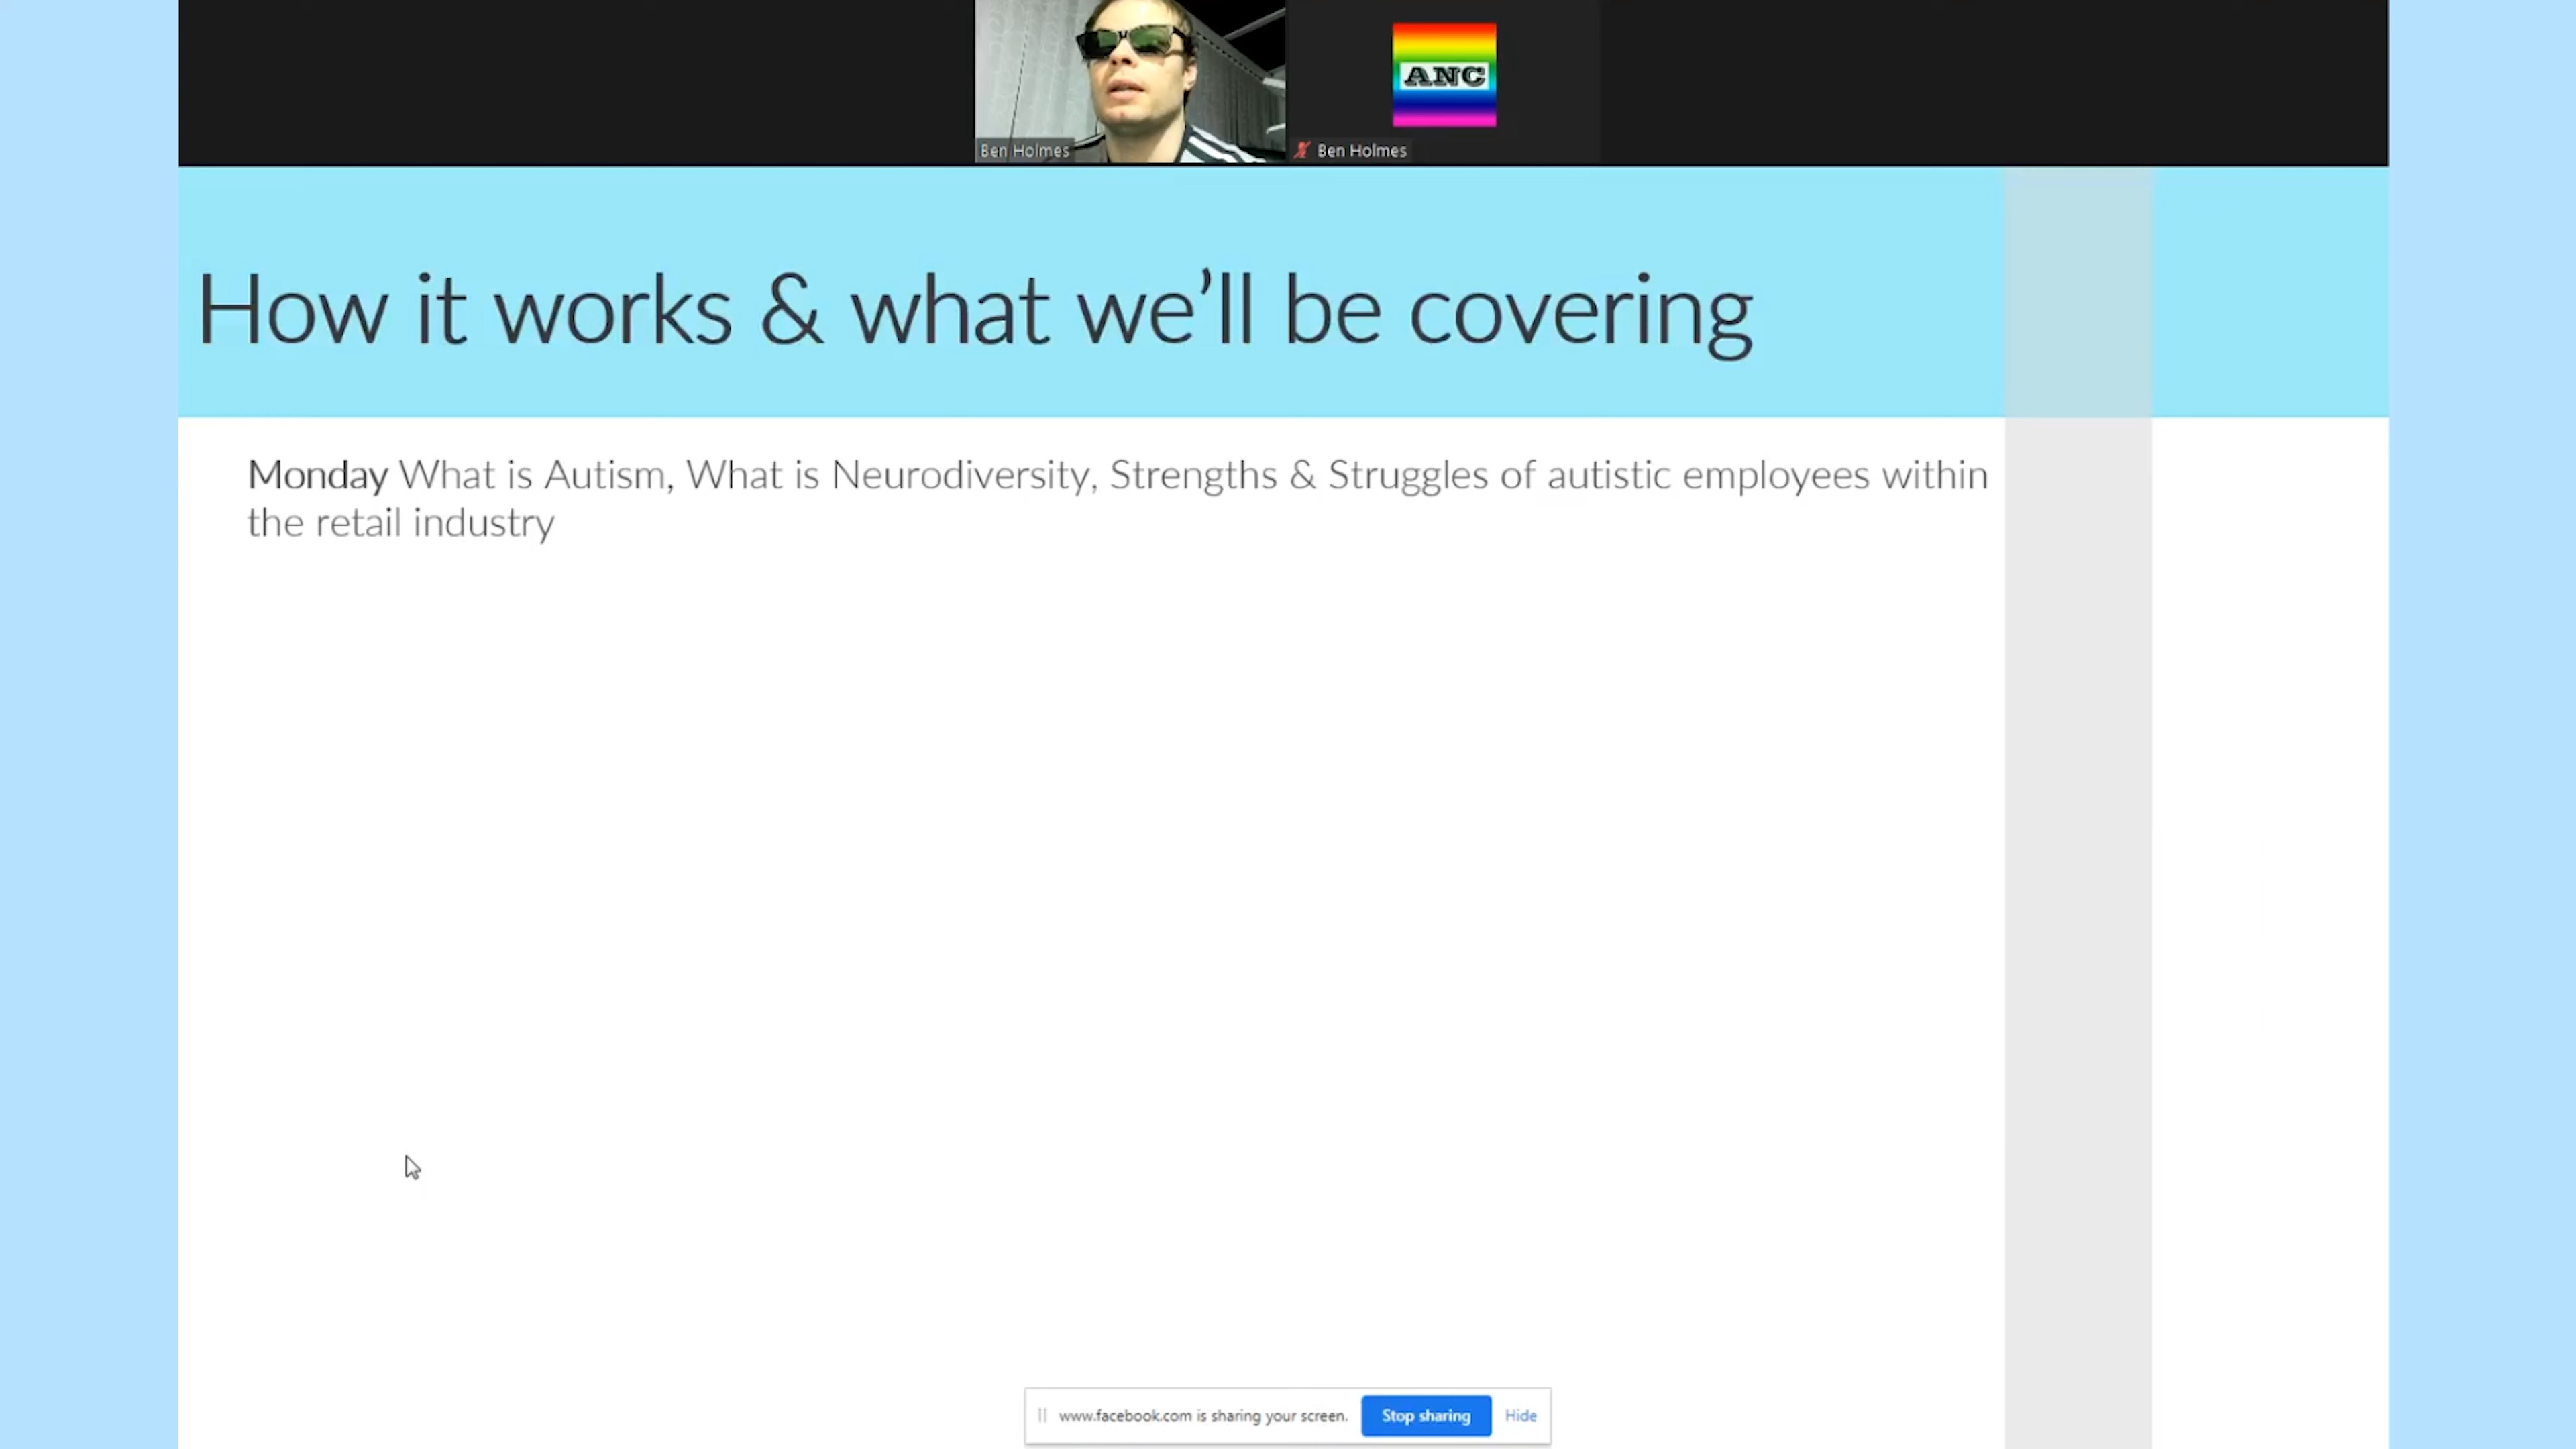 Ben Holmes
ANC
Ben Holmes
How it works & what we'll be covering
Monday What is Autism, What is Neurodiversity, Strengths & Struggles of autistic employees within
the retail industry
www.facebook.com is sharing your screen. Stop sharing Hide